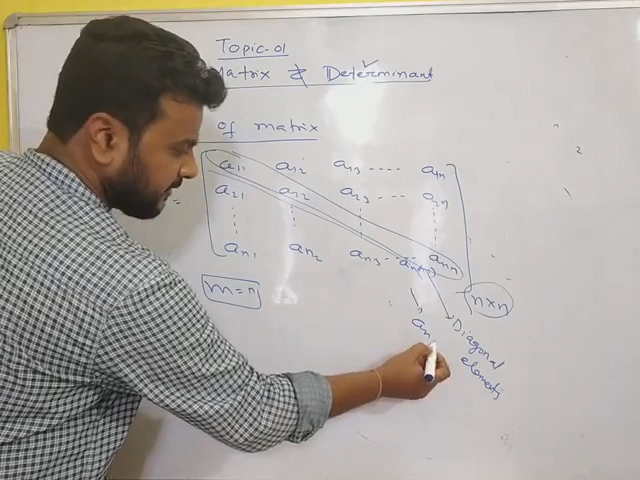 Topic-01
Matrix & Determinant
of matrix
a11 a12 a13 ---- a1n
a21 a22 a23 --- a2n
=
an1 an2 an3 -- ann
m=n
n×n
an
Diagonal
elements